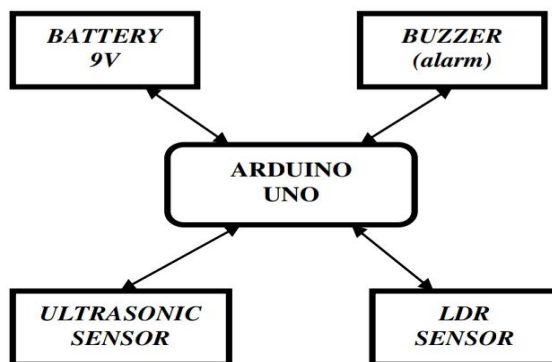 BATTERY
9V
BUZZER
(alarm)
ARDUINO
UNO
ULTRASONIC
SENSOR
LDR
SENSOR